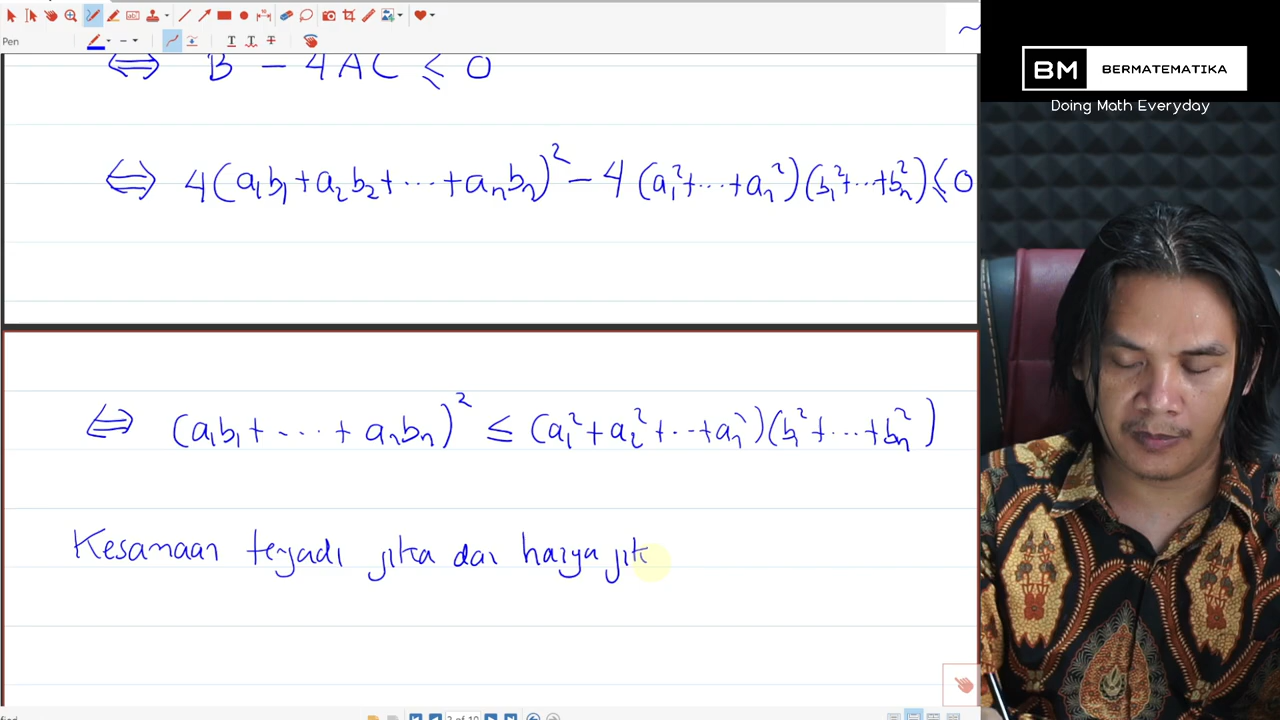 Pen
BM BERMATEMATIKA
Doing Math Everyday
⇔ B - 4AC ≤ 0
⇔ 4(a₁b₁+a₂b₂+...+aₙbₙ)² - 4(a₁²+...+aₙ²)(b₁²+...+bₙ²) ≤ 0
⇔ (a₁b₁+...+aₙbₙ)² ≤ (a₁²+a₂²+...+aₙ²)(b₁²+...+bₙ²)
Kesamaan terjadi jika dan hanya jik